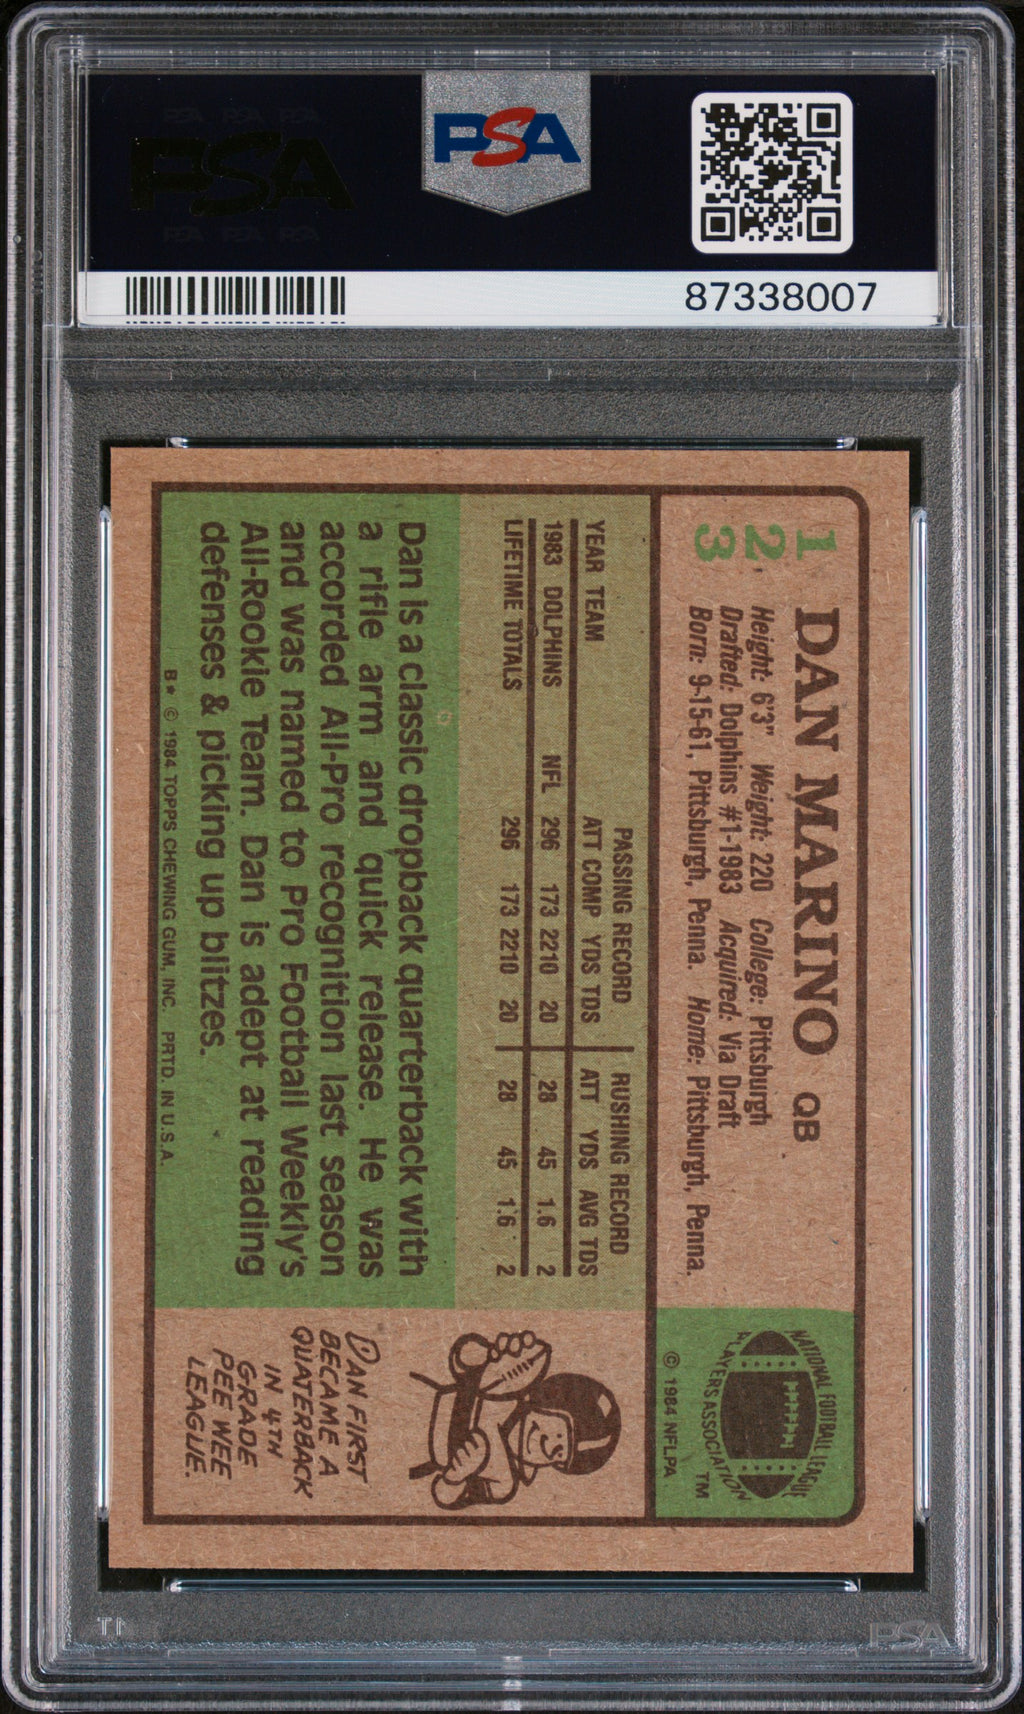 PSA PSA PSA
PSA
PSA PSA PSA
PSA
87338007
123
DAN MARINO QB
Height: 6'3" Weight: 220 College: Pittsburgh
Drafted: Dolphins #1-1983 Acquired: Via Draft
Born: 9-15-61, Pittsburgh, Penna. Home: Pittsburgh, Penna.
NATIONAL FOOTBALL LEAGUE
PLAYERS ASSOCIATION TM
© 1984 NFLPA
PASSING RECORD RUSHING RECORD
YEAR TEAM ATT COMP YDS TDS ATT YDS AVG TDS
1983 DOLPHINS NFL 296 173 2210 20 28 45 1.6 2
LIFETIME TOTALS 296 173 2210 20 28 45 1.6 2
Dan is a classic dropback quarterback with
a rifle arm and quick release. He was
accorded All-Pro recognition last season
and was named to Pro Football Weekly's
All-Rookie Team. Dan is adept at reading
defenses & picking up blitzes.
B* © 1984 TOPPS CHEWING GUM, INC. PRTD. IN U.S.A.
DAN FIRST
BECAME A
QUATERBACK
IN 4TH
GRADE
PEE WEE
LEAGUE.
PSA